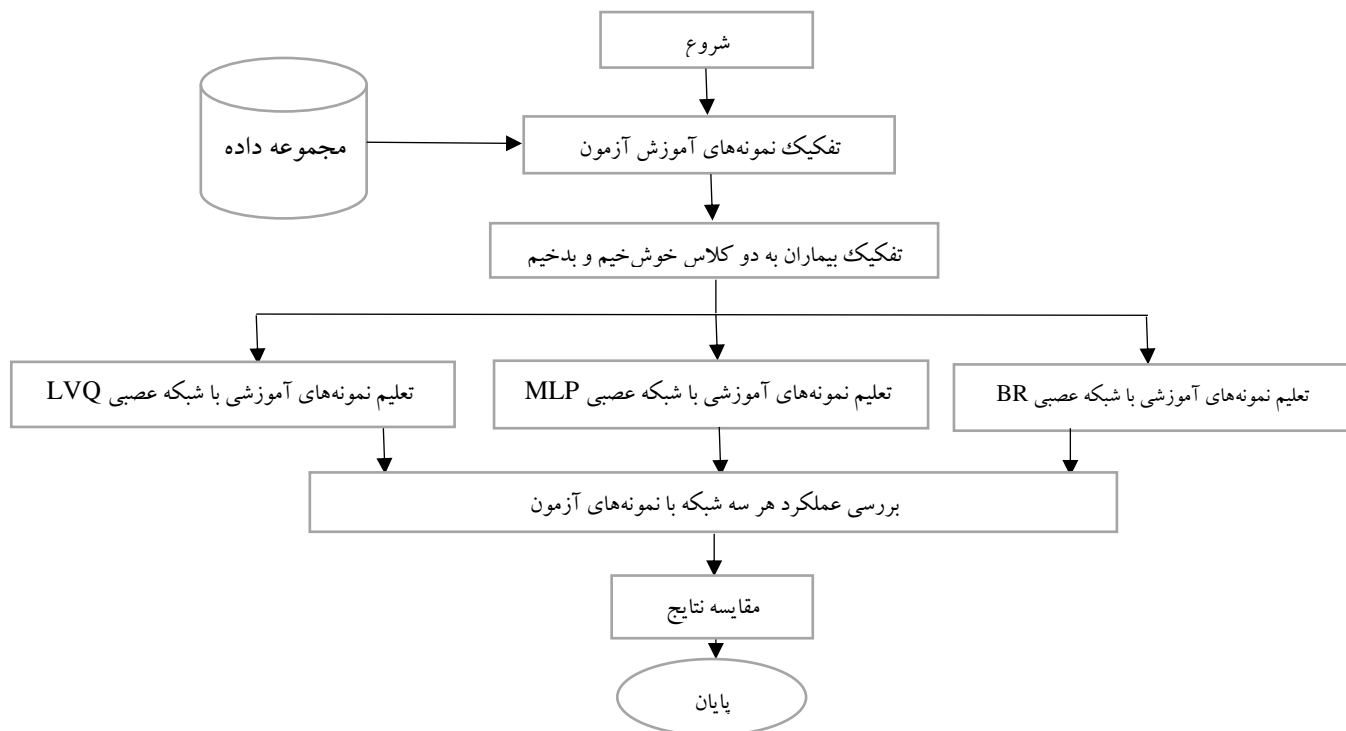 شروع
مجموعه داده
تفکیک نمونه‌های آموزش آزمون
تفکیک بیماران به دو کلاس خوش‌خیم و بدخیم
تعلیم نمونه‌های آموزشی با شبکه عصبی BR
تعلیم نمونه‌های آموزشی با شبکه عصبی MLP
تعلیم نمونه‌های آموزشی با شبکه عصبی LVQ
بررسی عملکرد هر سه شبکه با نمونه‌های آزمون
مقایسه نتایج
پایان